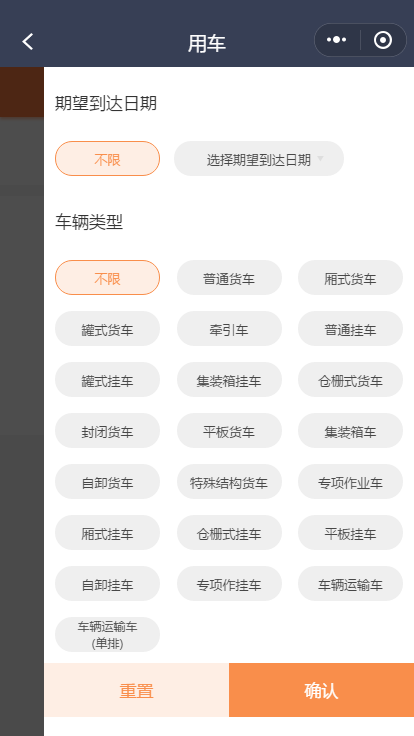 用车
期望到达日期
不限 选择期望到达日期
车辆类型
不限 普通货车 厢式货车
罐式货车 牵引车 普通挂车
罐式挂车 集装箱挂车 仓栅式货车
封闭货车 平板货车 集装箱车
自卸货车 特殊结构货车 专项作业车
厢式挂车 仓栅式挂车 平板挂车
自卸挂车 专项作挂车 车辆运输车
车辆运输车
(单排)
重置 确认